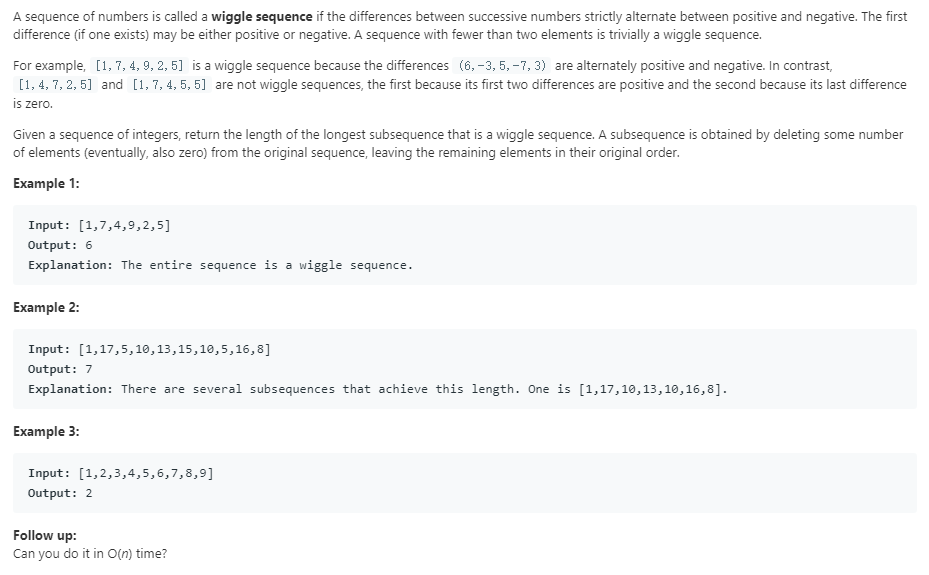 A sequence of numbers is called a wiggle sequence if the differences between successive numbers strictly alternate between positive and negative. The first
difference (if one exists) may be either positive or negative. A sequence with fewer than two elements is trivially a wiggle sequence.
For example, [1, 7, 4, 9, 2, 5] is a wiggle sequence because the differences (6, -3, 5, -7, 3) are alternately positive and negative. In contrast,
[1, 4, 7, 2, 5] and [1, 7, 4, 5, 5] are not wiggle sequences, the first because its first two differences are positive and the second because its last difference
is zero.
Given a sequence of integers, return the length of the longest subsequence that is a wiggle sequence. A subsequence is obtained by deleting some number
of elements (eventually, also zero) from the original sequence, leaving the remaining elements in their original order.
Example 1:
Input: [1,7,4,9,2,5]
Output: 6
Explanation: The entire sequence is a wiggle sequence.
Example 2:
Input: [1,17,5,10,13,15,10,5,16,8]
Output: 7
Explanation: There are several subsequences that achieve this length. One is [1,17,10,13,10,16,8].
Example 3:
Input: [1,2,3,4,5,6,7,8,9]
Output: 2
Follow up:
Can you do it in O(n) time?